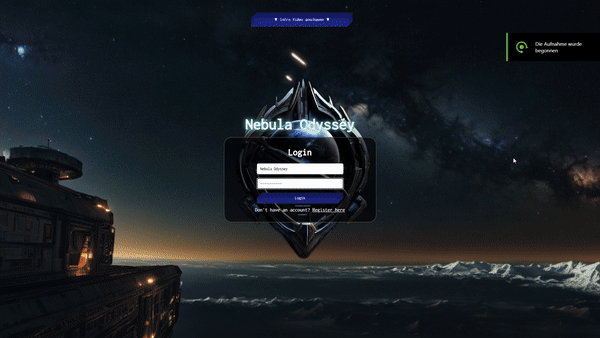 ▼ Intro Video anschauen ▼
Die Aufnahme wurde
begonnen
Nebula Odyssey
Login
Nebula Odyssey
Login
Don't have an account? Register here